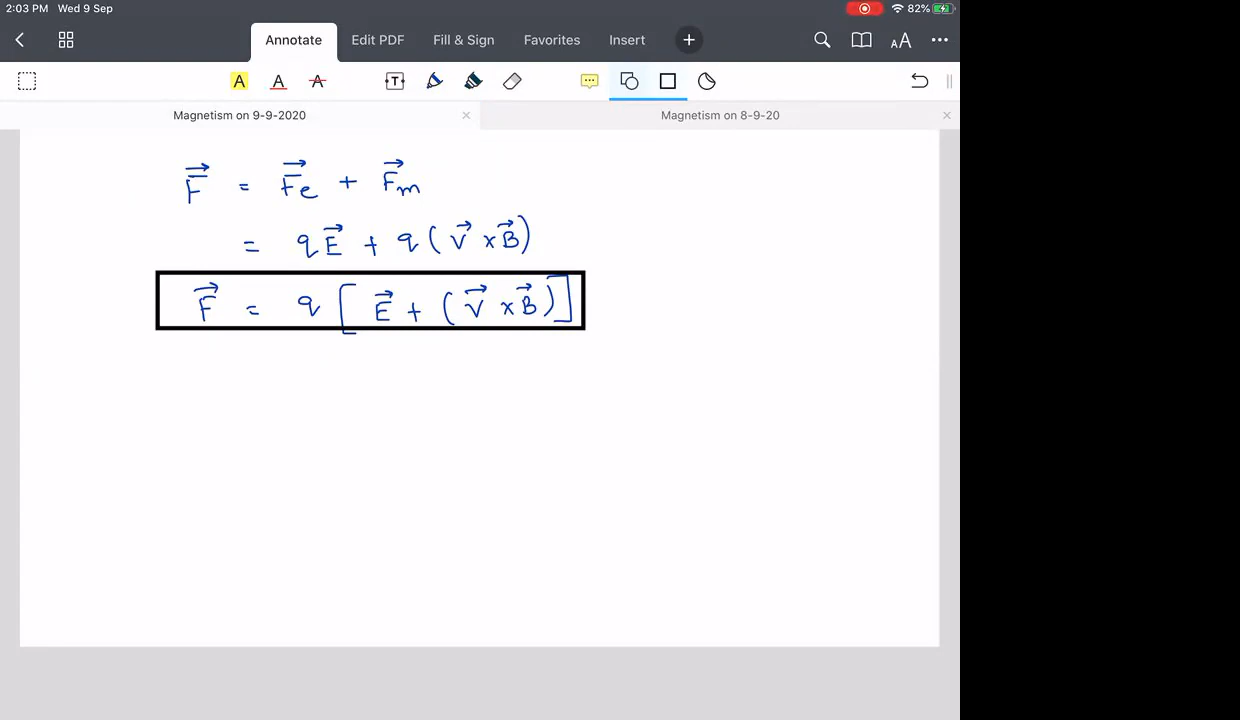 2:03 PM Wed 9 Sep 82%
Annotate Edit PDF Fill & Sign Favorites Insert
A A A T AA
Magnetism on 9-9-2020 Magnetism on 8-9-20
F⃗ = F⃗e + F⃗m
= qE⃗ + q(V⃗ × B⃗)
F⃗ = q[E⃗ + (V⃗ × B⃗)]